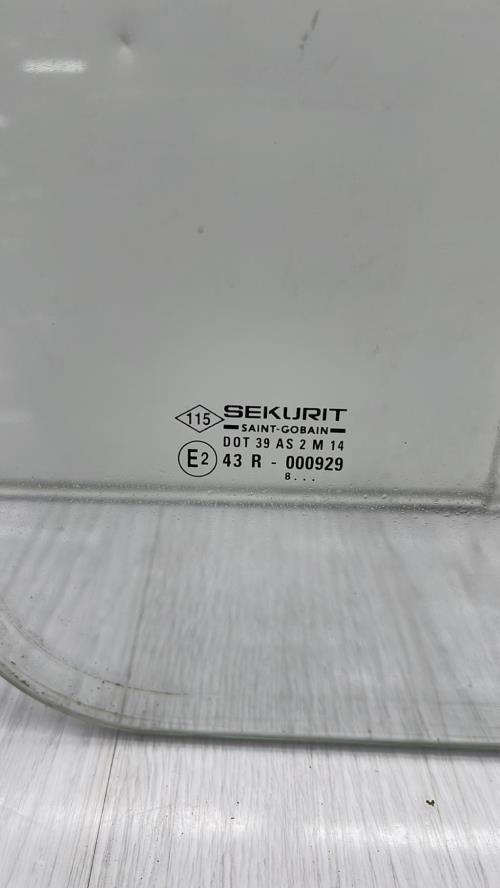 115 SEKURIT
SAINT-GOBAIN
DOT 39 AS 2 M 14
E2 43 R - 000929
8...